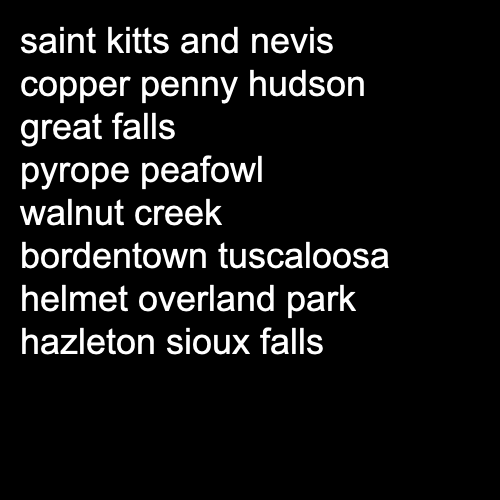 saint kitts and nevis
copper penny hudson
great falls
pyrope peafowl
walnut creek
bordentown tuscaloosa
helmet overland park
hazleton sioux falls